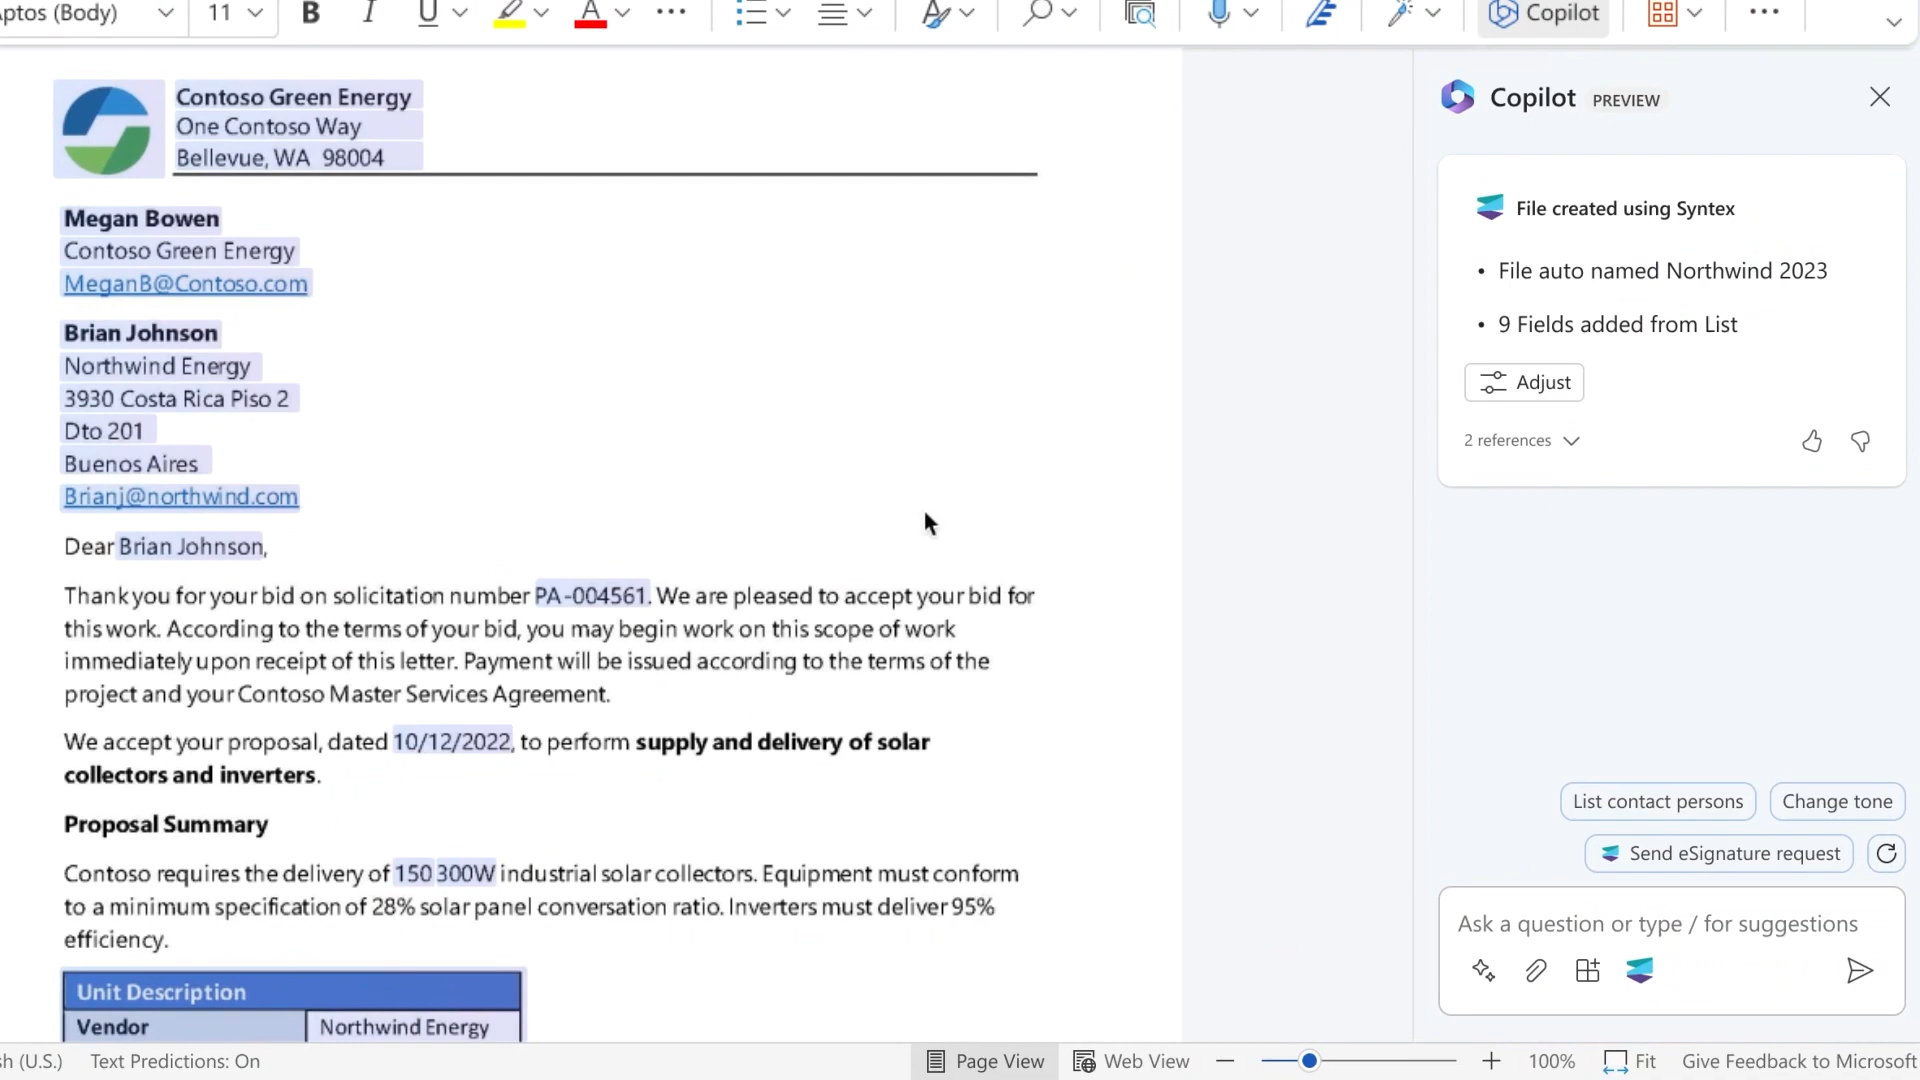 11
B I U A
Copilot
Contoso Green Energy
One Contoso Way
Bellevue, WA 98004
Megan Bowen
Contoso Green Energy
MeganB@Contoso.com
Brian Johnson
Northwind Energy
3930 Costa Rica Piso 2
Dto 201
Buenos Aires
Brianj@northwind.com
Dear Brian Johnson,
Thank you for your bid on solicitation number PA-004561. We are pleased to accept your bid for
this work. According to the terms of your bid, you may begin work on this scope of work
immediately upon receipt of this letter. Payment will be issued according to the terms of the
project and your Contoso Master Services Agreement.
We accept your proposal, dated 10/12/2022, to perform supply and delivery of solar
collectors and inverters.
Proposal Summary
Contoso requires the delivery of 150 300W industrial solar collectors. Equipment must conform
to a minimum specification of 28% solar panel conversation ratio. Inverters must deliver 95%
efficiency.
Unit Description
Vendor Northwind Energy
Copilot PREVIEW
File created using Syntex
• File auto named Northwind 2023
• 9 Fields added from List
Adjust
2 references
List contact persons
Change tone
Send eSignature request
Ask a question or type / for suggestions
(U.S.) Text Predictions: On
Page View Web View 100% Fit Give Feedback to Microsoft